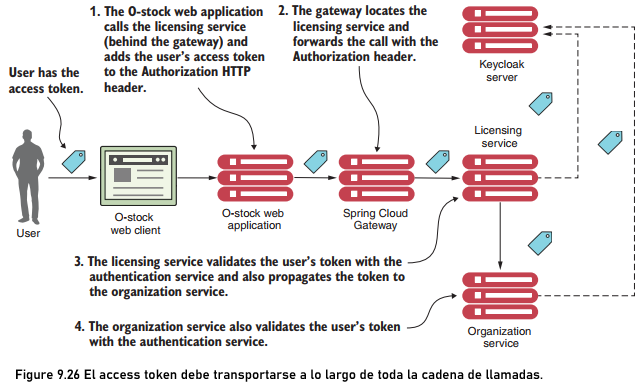 1. The O-stock web application
calls the licensing service
(behind the gateway) and
adds the user's access token
to the Authorization HTTP
header.
2. The gateway locates the
licensing service and
forwards the call with the
Authorization header.
Keycloak
server
User has the
access token.
Licensing
service
User
O-stock
web client
O-stock web
application
Spring Cloud
Gateway
3. The licensing service validates the user's token with the
authentication service and also propagates the token to
the organization service.
4. The organization service also validates the user's token
with the authentication service.
Organization
service
Figure 9.26 El access token debe transportarse a lo largo de toda la cadena de llamadas.